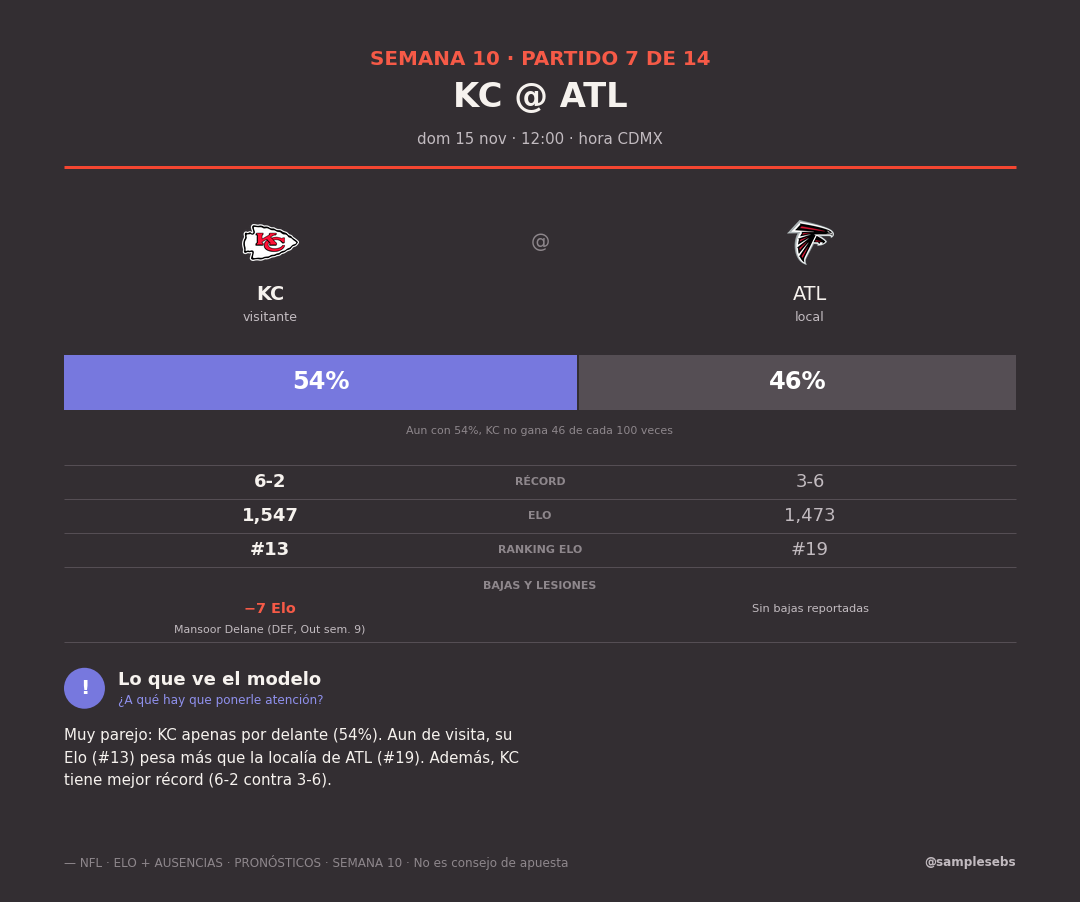 SEMANA 10 · PARTIDO 7 DE 14
KC @ ATL
dom 15 nov · 12:00 · hora CDMX
KC
@
KC
visitante
ATL
local
54%
46%
Aun con 54%, KC no gana 46 de cada 100 veces
6-2 RÉCORD 3-6
1,547 ELO 1,473
#13 RANKING ELO #19
BAJAS Y LESIONES
−7 Elo
Mansoor Delane (DEF, Out sem. 9)
Sin bajas reportadas
!
Lo que ve el modelo
¿A qué hay que ponerle atención?
Muy parejo: KC apenas por delante (54%). Aun de visita, su
Elo (#13) pesa más que la localía de ATL (#19). Además, KC
tiene mejor récord (6-2 contra 3-6).
— NFL · ELO + AUSENCIAS · PRONÓSTICOS · SEMANA 10 · No es consejo de apuesta
@samplesebs